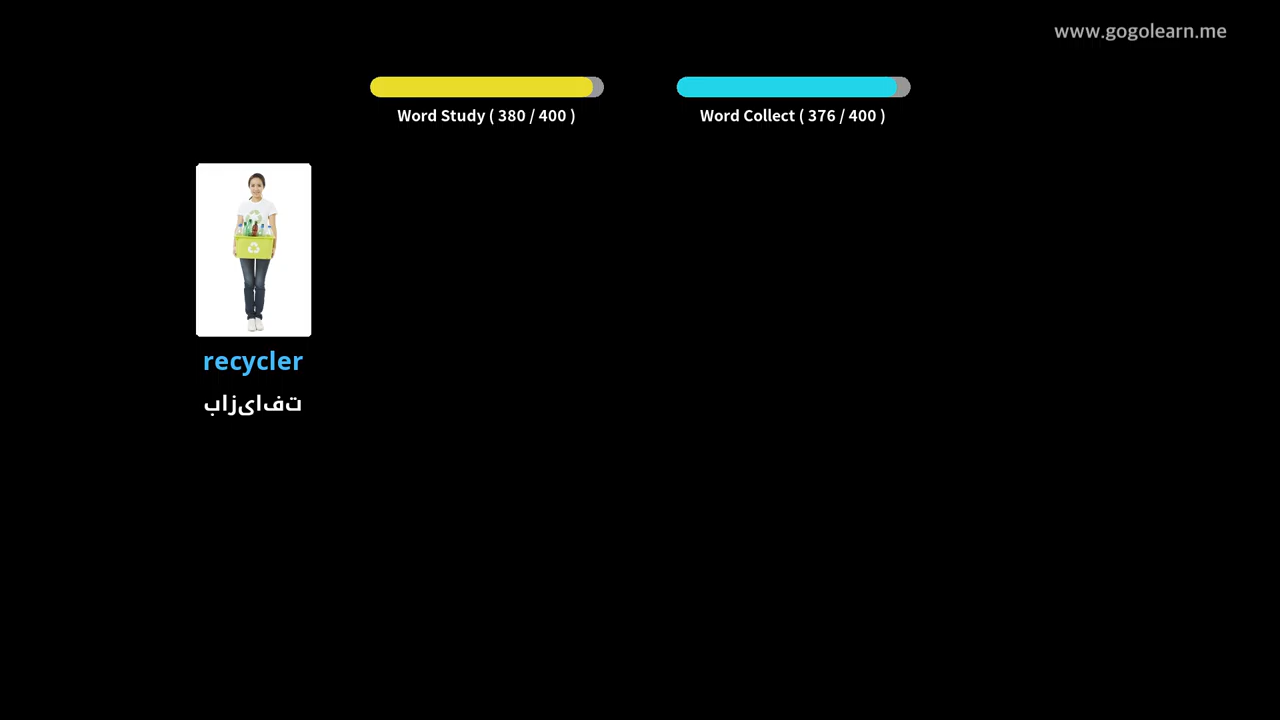 www.gogolearn.me
Word Study ( 380 / 400 )
Word Collect ( 376 / 400 )
recycler
تفایزاب